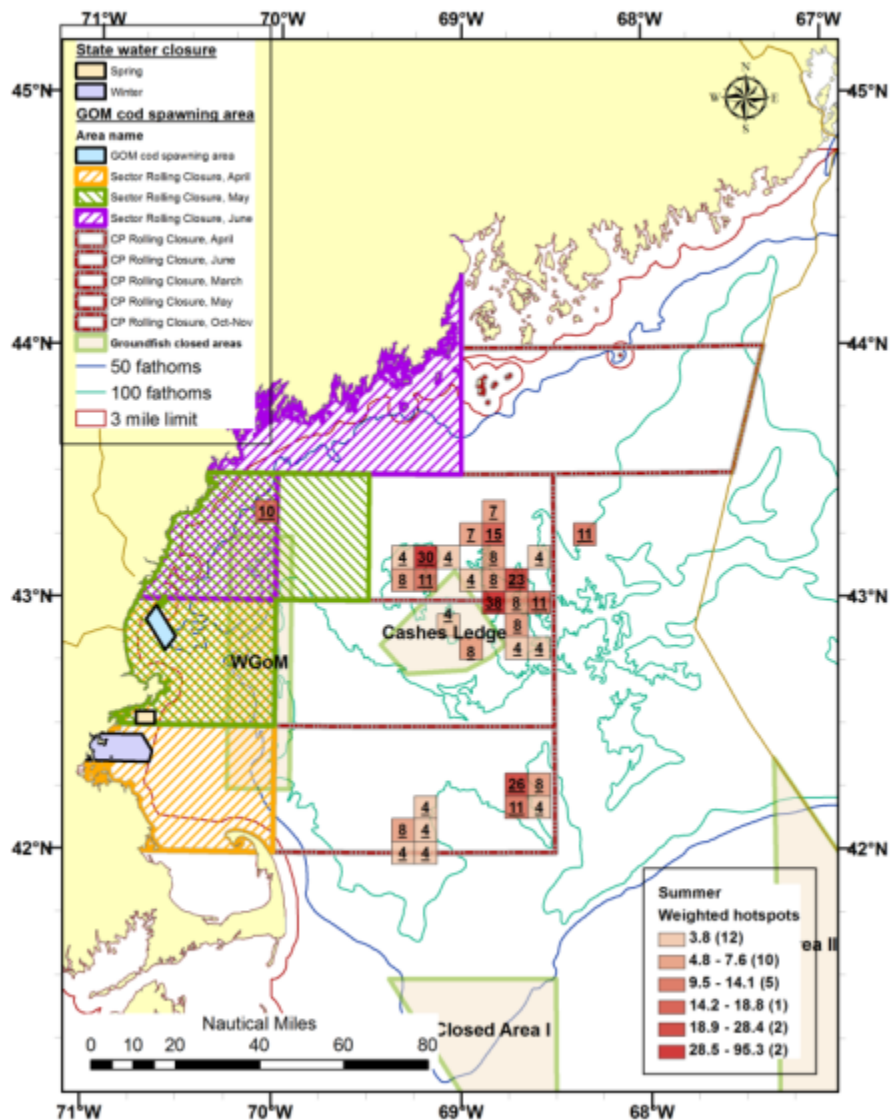 71°W 70°W 69°W 68°W 67°W
State water closure
Spring
Winter
GOM cod spawning area
Area name
GOM cod spawning area
Sector Rolling Closure, April
Sector Rolling Closure, May
Sector Rolling Closure, June
CP Rolling Closure, April
CP Rolling Closure, June
CP Rolling Closure, March
CP Rolling Closure, May
CP Rolling Closure, Oct-Nov
Groundfish closed areas
50 fathoms
100 fathoms
3 mile limit
N
W E
S
45°N 45°N
44°N 44°N
7
10 7 15 11
4 30 4 8 4
8 11 4 8 23
43°N 43°N
38 8 11
4 8
Cashes Ledge
8 4 4
WGoM
26 8
4 11 4
8 4
4 4
42°N 42°N
Summer
Weighted hotspots
3.8 (12)
4.8 - 7.6 (10)
9.5 - 14.1 (5)
14.2 - 18.8 (1)
18.9 - 28.4 (2)
28.5 - 95.3 (2)
ea II
Closed Area I
Nautical Miles
0 10 20 40 60 80
71°W 70°W 69°W 68°W 67°W